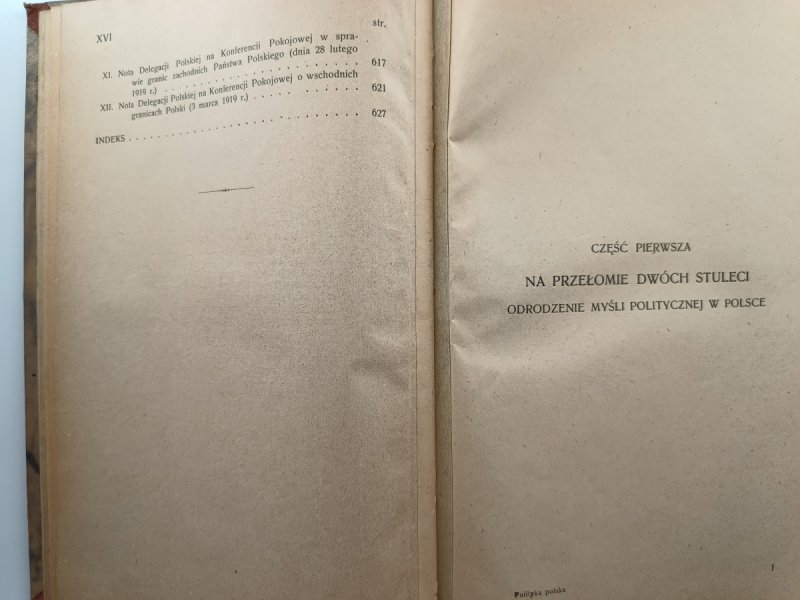 XVI
str.
XI. Nota Delegacji Polskiej na Konferencji Pokojowej w spra-
wie granic zachodnich Państwa Polskiego (dnia 28 lutego
1919 r.) . . . . . . . . . . . . . . . . 617
XII. Nota Delegacji Polskiej na Konferencji Pokojowej o wschodnich
granicach Polski (3 marca 1919 r.) . . . . . . . . . 621
INDEKS . . . . . . . . . . . . . . . . . . . . 627
CZĘŚĆ PIERWSZA
NA PRZEŁOMIE DWÓCH STULECI
ODRODZENIE MYŚLI POLITYCZNEJ W POLSCE
Polityka polska
1